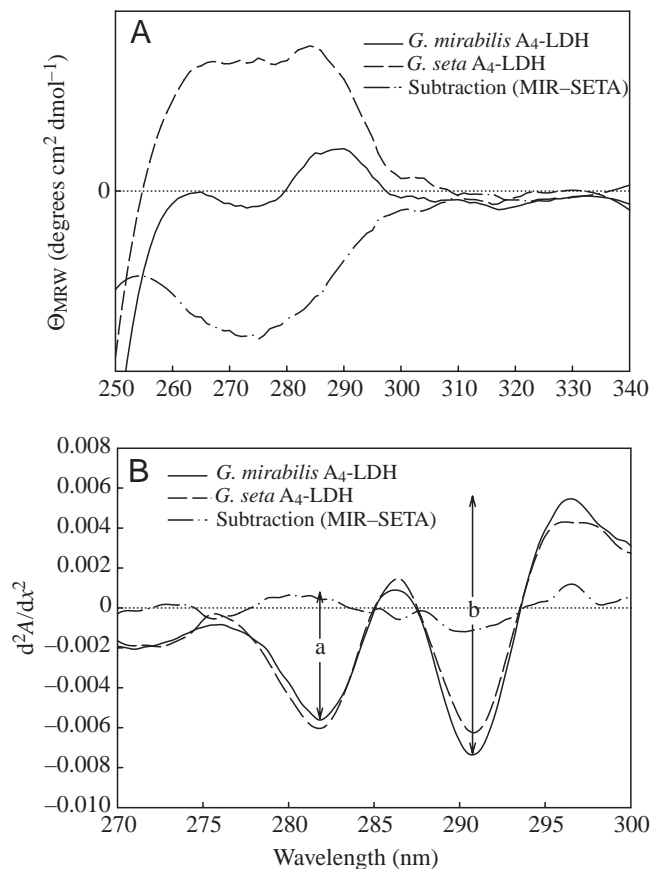 A
G. mirabilis A₄-LDH
G. seta A₄-LDH
Subtraction (MIR–SETA)
ΘMRW (degrees cm² dmol⁻¹)
0
250 260 270 280 290 300 310 320 330 340
B
G. mirabilis A₄-LDH
G. seta A₄-LDH
Subtraction (MIR–SETA)
a
b
d²A/dx²
0.008
0.006
0.004
0.002
0
−0.002
−0.004
−0.006
−0.008
−0.010
270 275 280 285 290 295 300
Wavelength (nm)